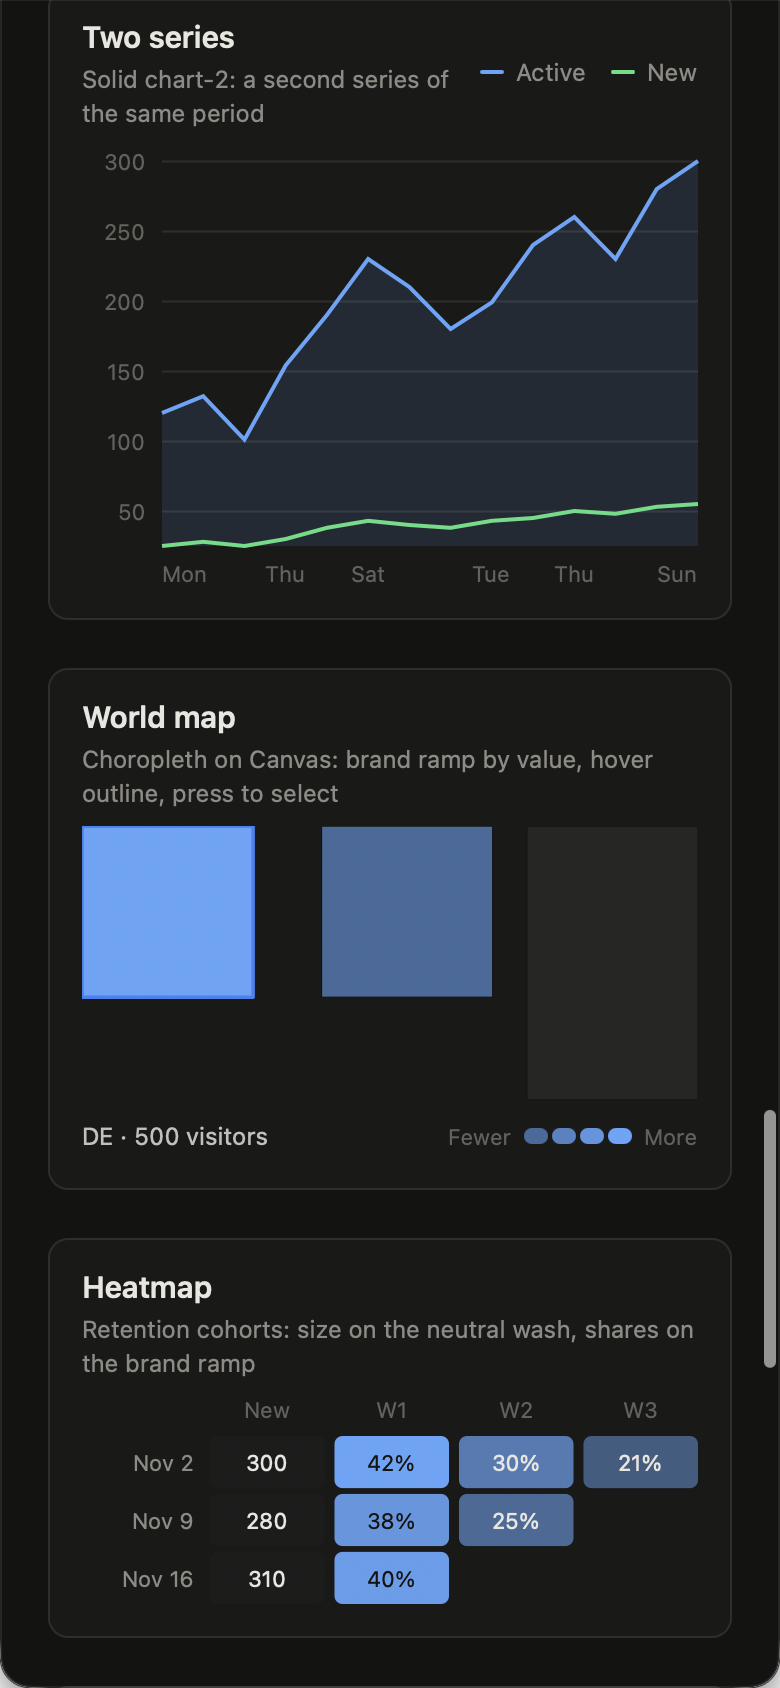 Two series
Solid chart-2: a second series of
the same period
Active
New
300
250
200
150
100
50
Mon
Thu
Sat
Tue
Thu
Sun
World map
Choropleth on Canvas: brand ramp by value, hover
outline, press to select
DE · 500 visitors
Fewer
More
Heatmap
Retention cohorts: size on the neutral wash, shares on
the brand ramp
New W1 W2 W3
Nov 2 300 42% 30% 21%
Nov 9 280 38% 25%
Nov 16 310 40%